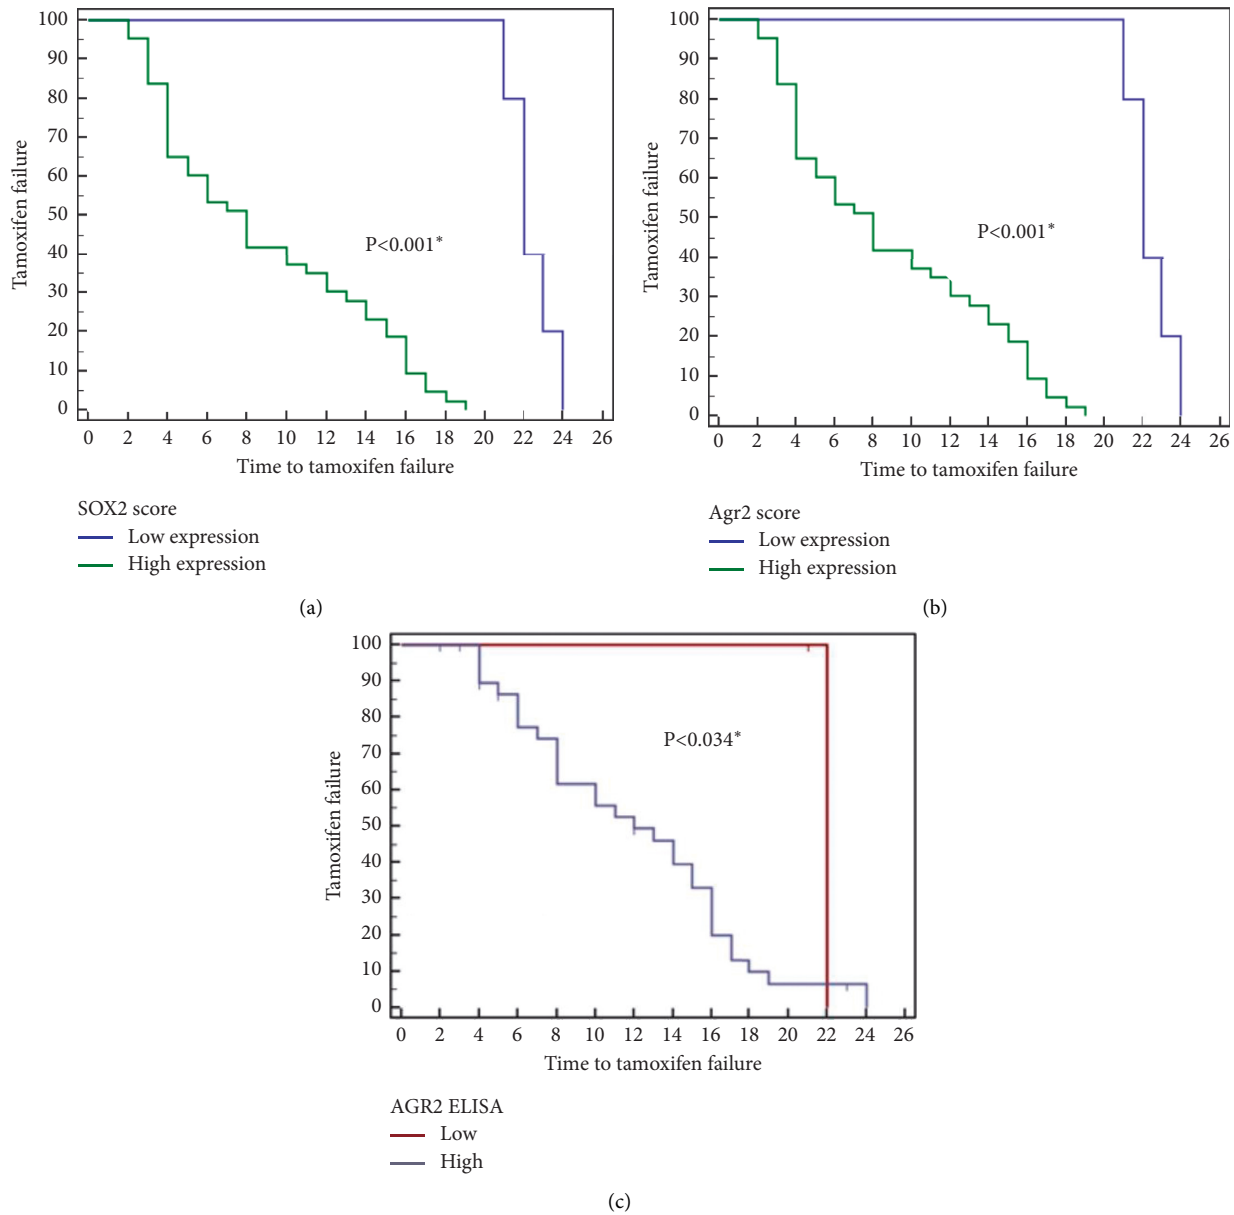 100
90
80
70
60
50
40
30
20
10
0
Tamoxifen failure
P<0.001*
0 2 4 6 8 10 12 14 16 18 20 22 24 26
Time to tamoxifen failure
SOX2 score
Low expression
High expression
(a)
100
90
80
70
60
50
40
30
20
10
0
Tamoxifen failure
P<0.001*
0 2 4 6 8 10 12 14 16 18 20 22 24 26
Time to tamoxifen failure
Agr2 score
Low expression
High expression
(b)
100
90
80
70
60
50
40
30
20
10
0
Tamoxifen failure
P<0.034*
0 2 4 6 8 10 12 14 16 18 20 22 24 26
Time to tamoxifen failure
AGR2 ELISA
Low
High
(c)